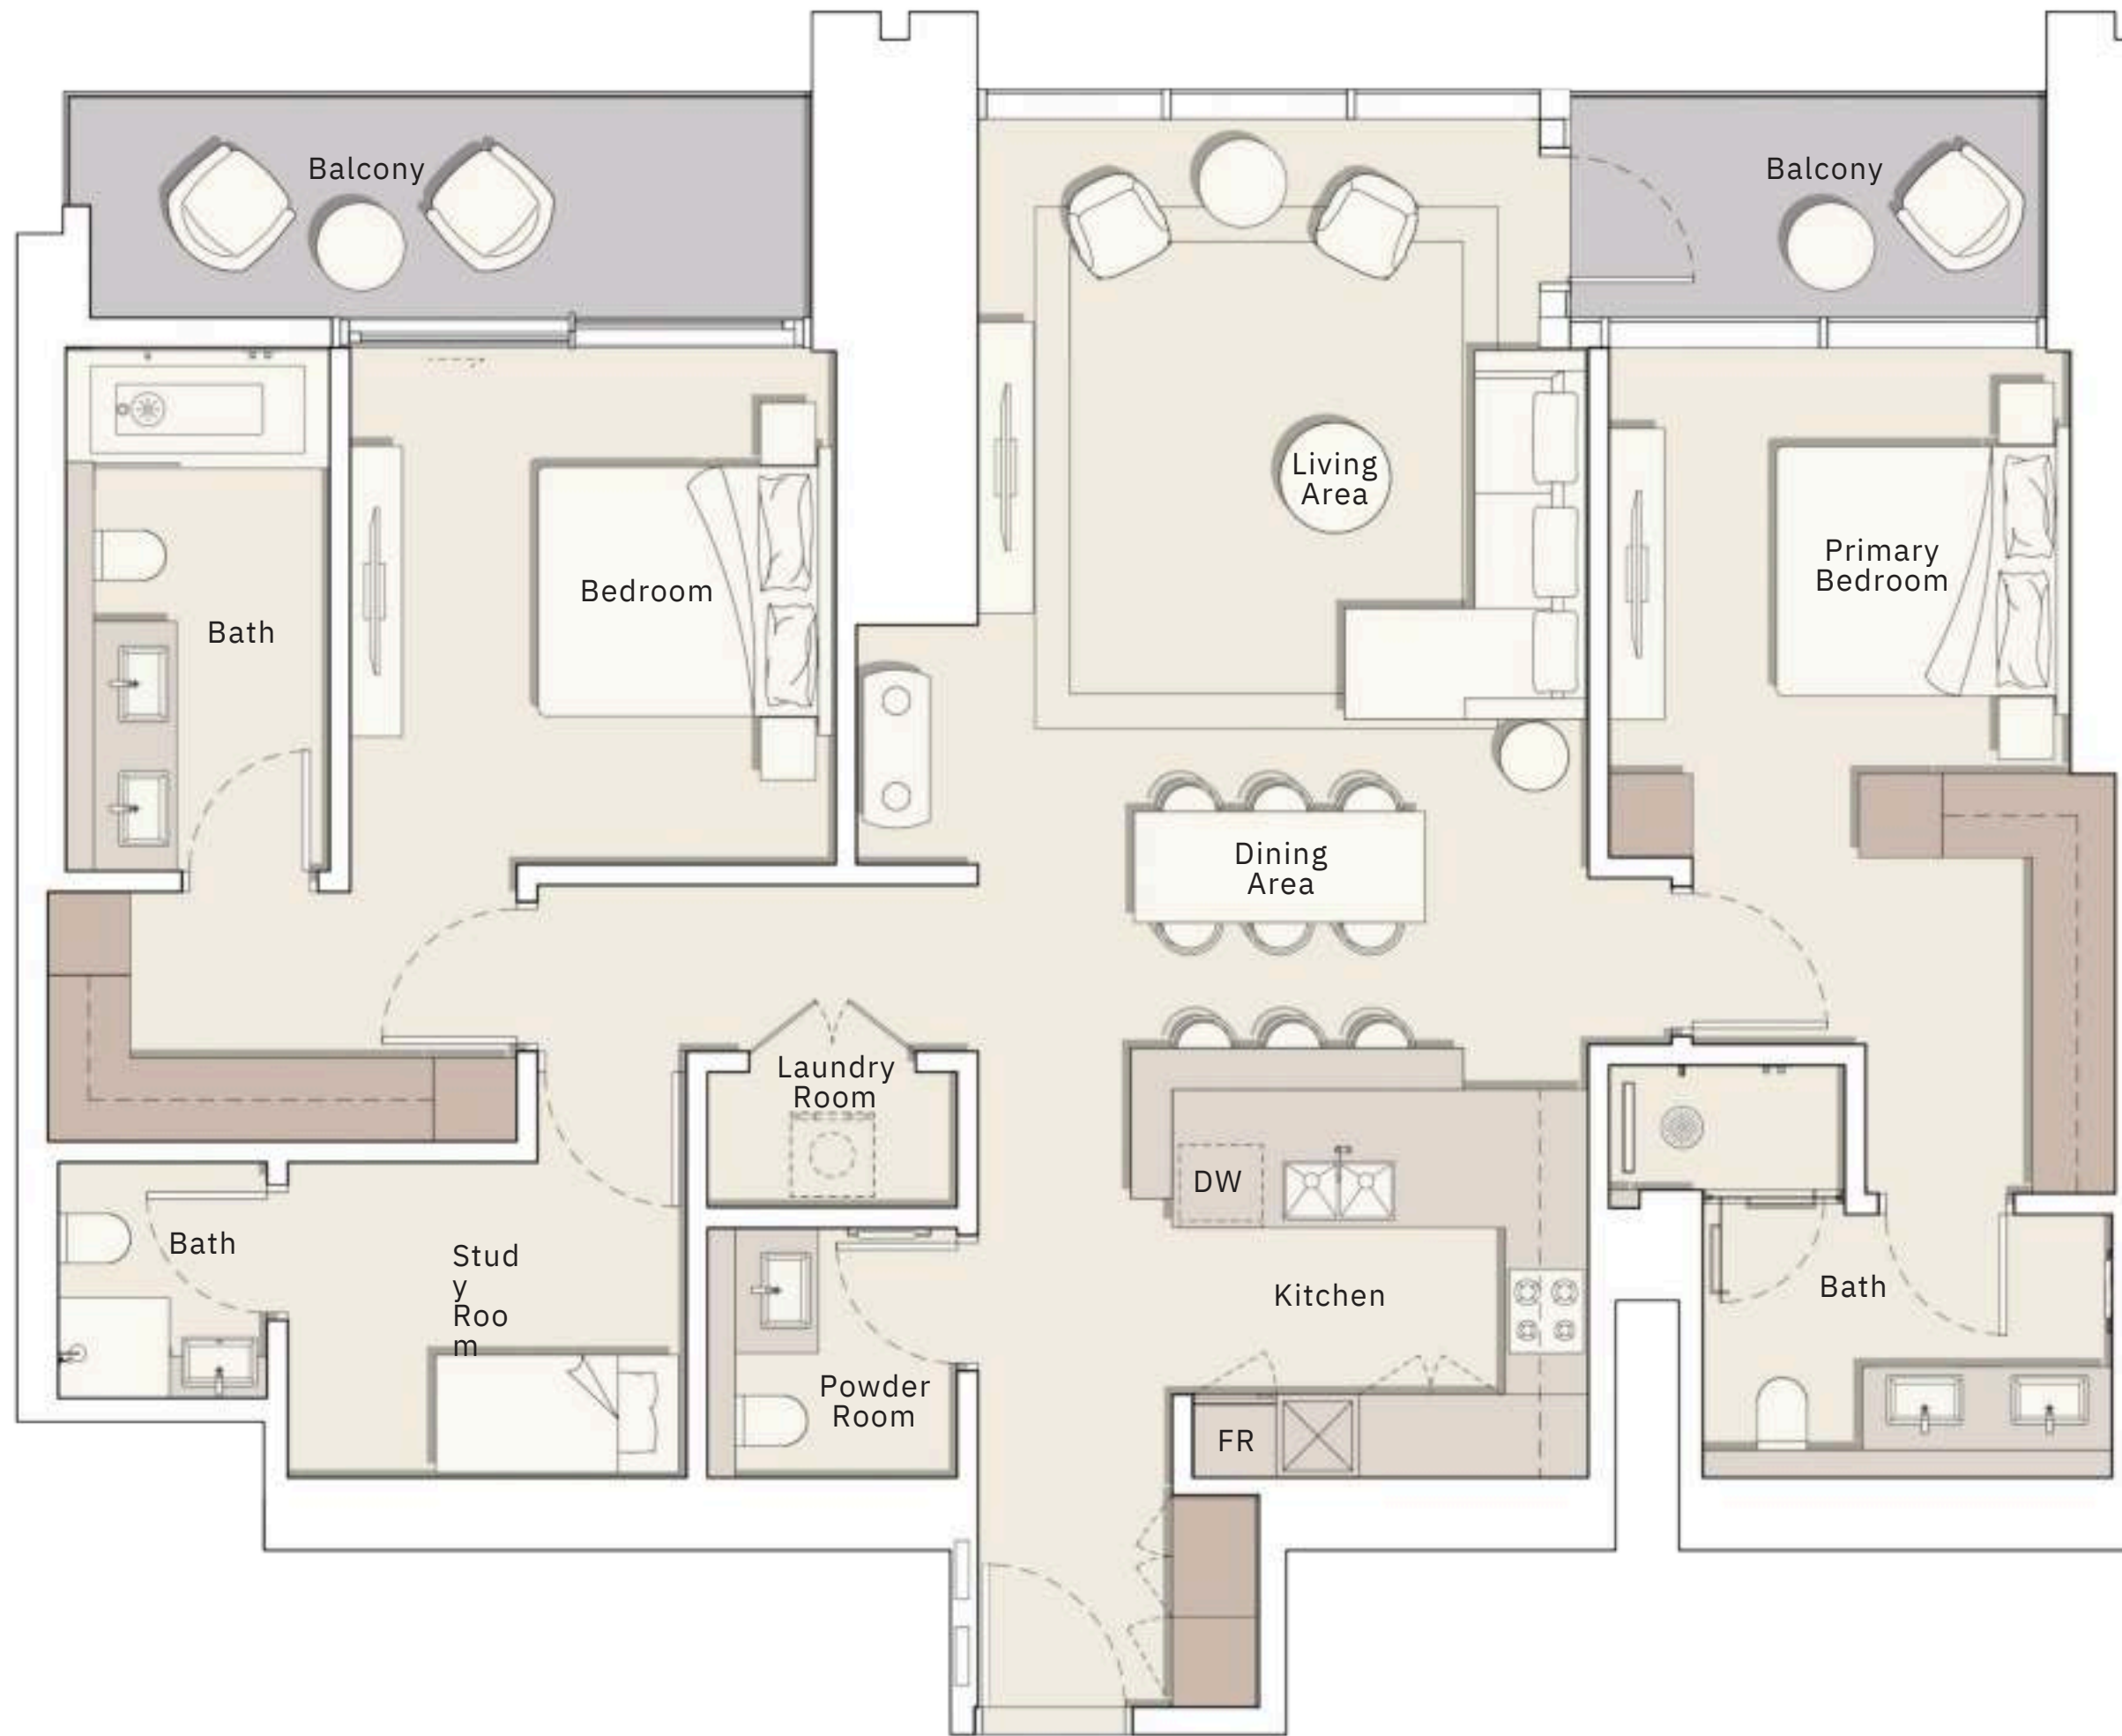 Balcony
Balcony
Living
Area
Primary
Bedroom
Bedroom
Bath
Dining
Area
Laundry
Room
DW
Bath
Stud
y
Roo
m
Kitchen
Bath
Powder
Room
FR